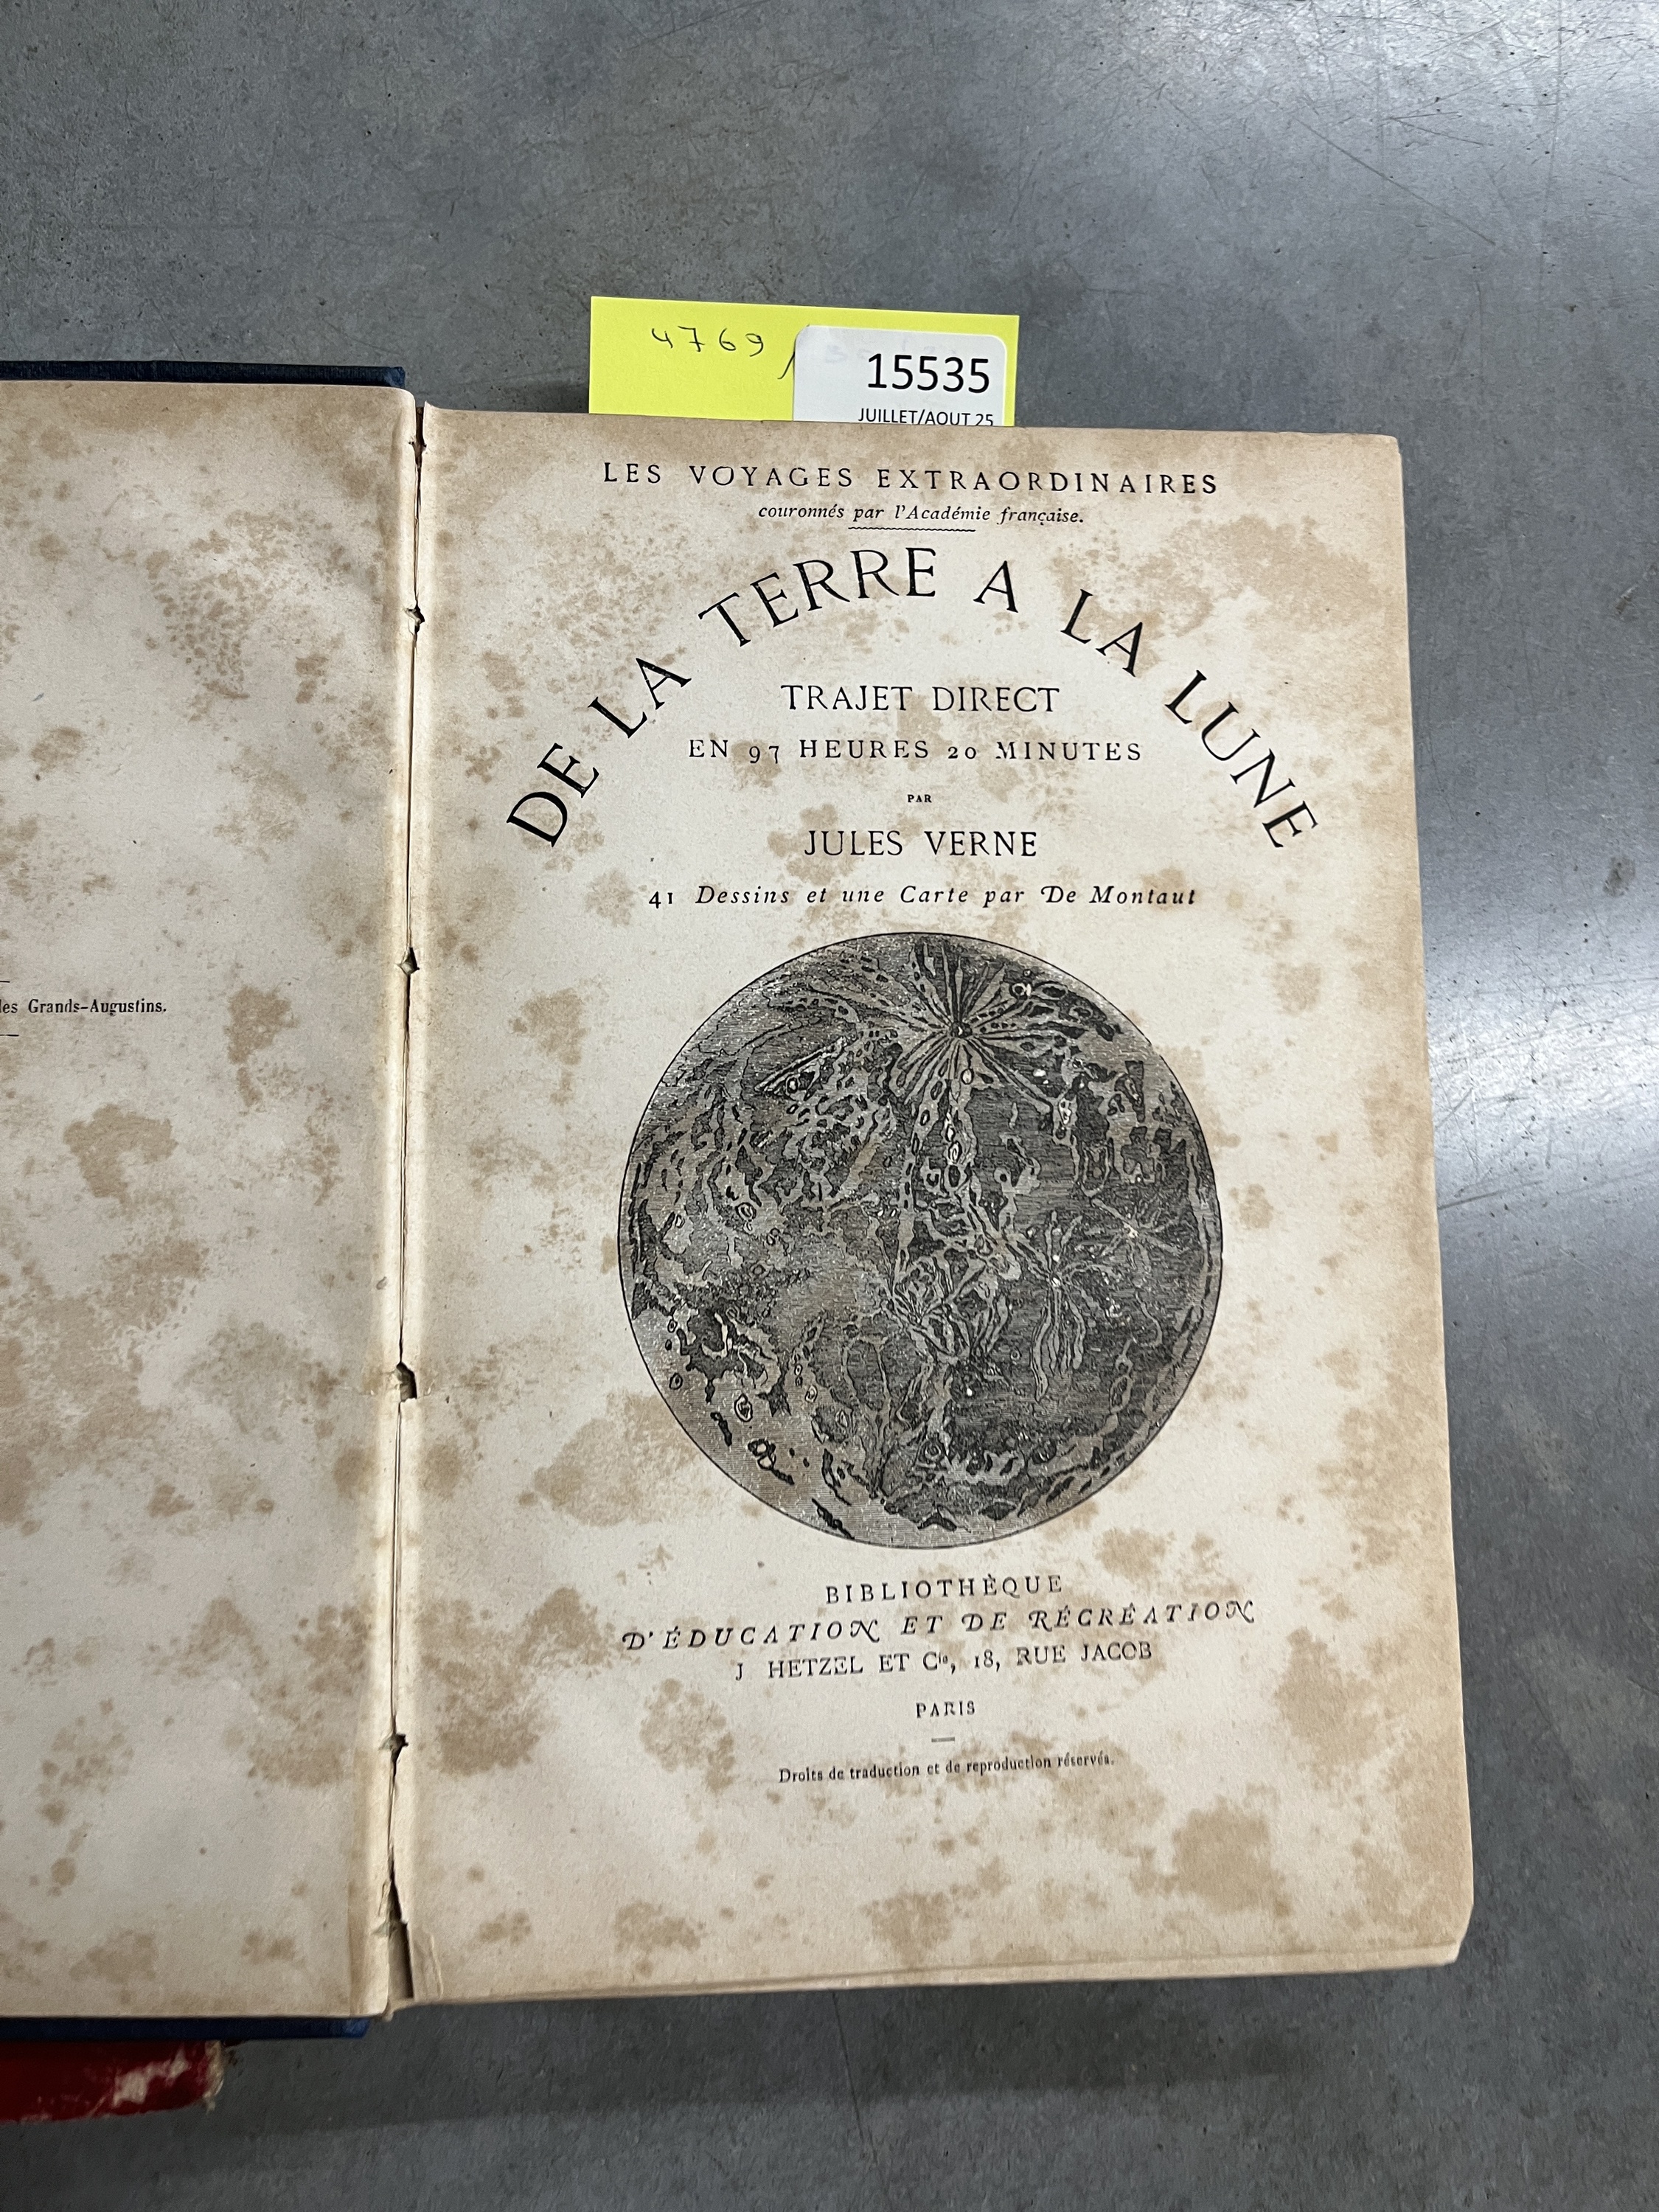 4769
15535
JUILLET/AOUT 25
LES VOYAGES EXTRAORDINAIRES
couronnés par l'Académie française.
DE LA TERRE A LA LUNE
TRAJET DIRECT
EN 97 HEURES 20 MINUTES
PAR
JULES VERNE
41 Dessins et une Carte par De Montaut
des Grands-Augustins.
BIBLIOTHÈQUE
D'ÉDUCATION ET DE RÉCRÉATION
J HETZEL ET Cie, 18, RUE JACOB
PARIS
Droits de traduction et de reproduction réservés.